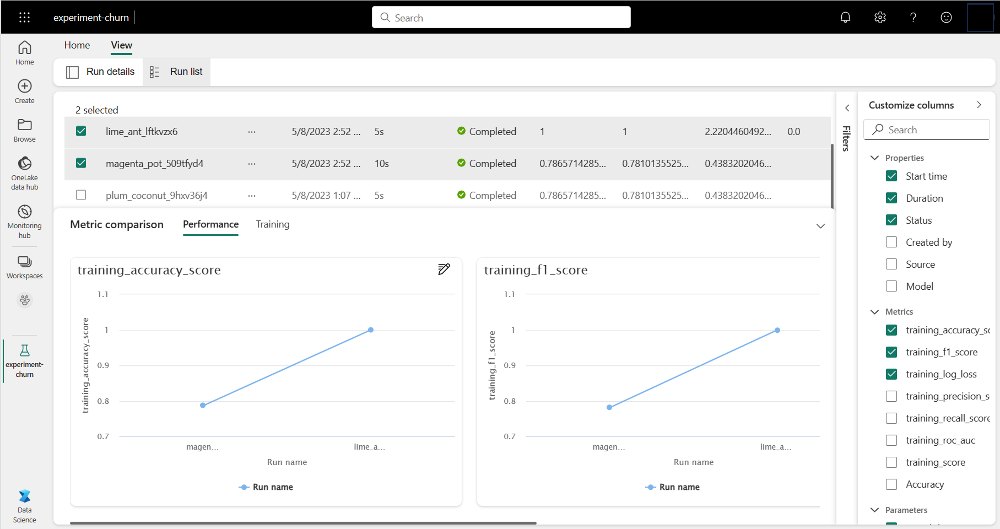 experiment-churn
Search
Home View
Run details Run list
Home
Create
Browse
OneLake
data hub
Monitoring
hub
Workspaces
experiment-
churn
Data
Science
2 selected
lime_ant_lftkvzx6 ... 5/8/2023 2:52 ... 5s Completed 1 1 2.2204460492... 0.0
magenta_pot_509tfyd4 ... 5/8/2023 2:52 ... 10s Completed 0.7865714285... 0.7810135525... 0.4383202046...
plum_coconut_9hxv36j4 ... 5/8/2023 1:07 ... 5s Completed 0.7865714285... 0.7810135525... 0.4383202046...
Metric comparison Performance Training
training_accuracy_score
training_accuracy_score
1.1
1
0.9
0.8
0.7
magen... lime_a...
Run name
Run name
training_f1_score
training_f1_score
1.1
1
0.9
0.8
0.7
magen... lime_a...
Run name
Run name
Filters
Customize columns
Search
Properties
Start time
Duration
Status
Created by
Source
Model
Metrics
training_accuracy_sc
training_f1_score
training_log_loss
training_precision_s
training_recall_score
training_roc_auc
training_score
Accuracy
Parameters